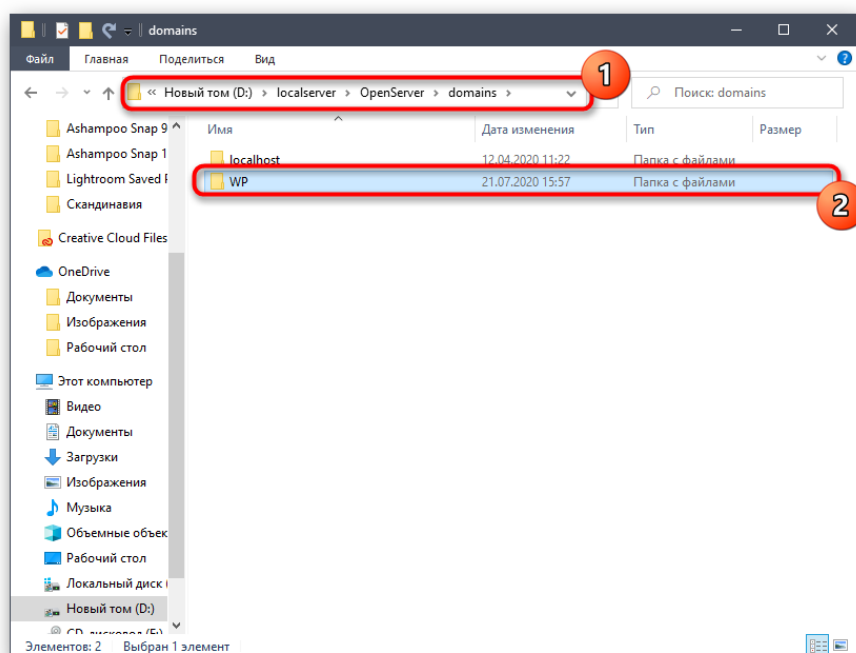 domains
Файл Главная Поделиться Вид
« Новый том (D:) › localserver › OpenServer › domains ›
Поиск: domains
1
Ashampoo Snap 9
Ashampoo Snap 1
Lightroom Saved
Скандинавия
Creative Cloud Files
OneDrive
Документы
Изображения
Рабочий стол
Этот компьютер
Видео
Документы
Загрузки
Изображения
Музыка
Объемные объек
Рабочий стол
Локальный диск
Новый том (D:)
Имя Дата изменения Тип Размер
localhost 12.04.2020 11:22 Папка с файлами
WP 21.07.2020 15:57 Папка с файлами
2
Элементов: 2 Выбран 1 элемент